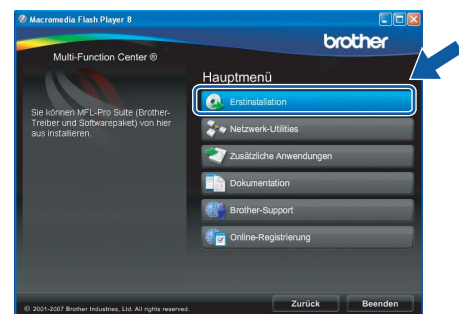 Macromedia Flash Player 8
brother
Multi-Function Center ®
Hauptmenü
Sie können MFL-Pro Suite (Brother-
Treiber und Softwarepaket) von hier
aus installieren.
Erstinstallation
Netzwerk-Utilities
Zusätzliche Anwendungen
Dokumentation
Brother-Support
Online-Registrierung
© 2001-2007 Brother Industries, Ltd. All rights reserved.
Zurück
Beenden